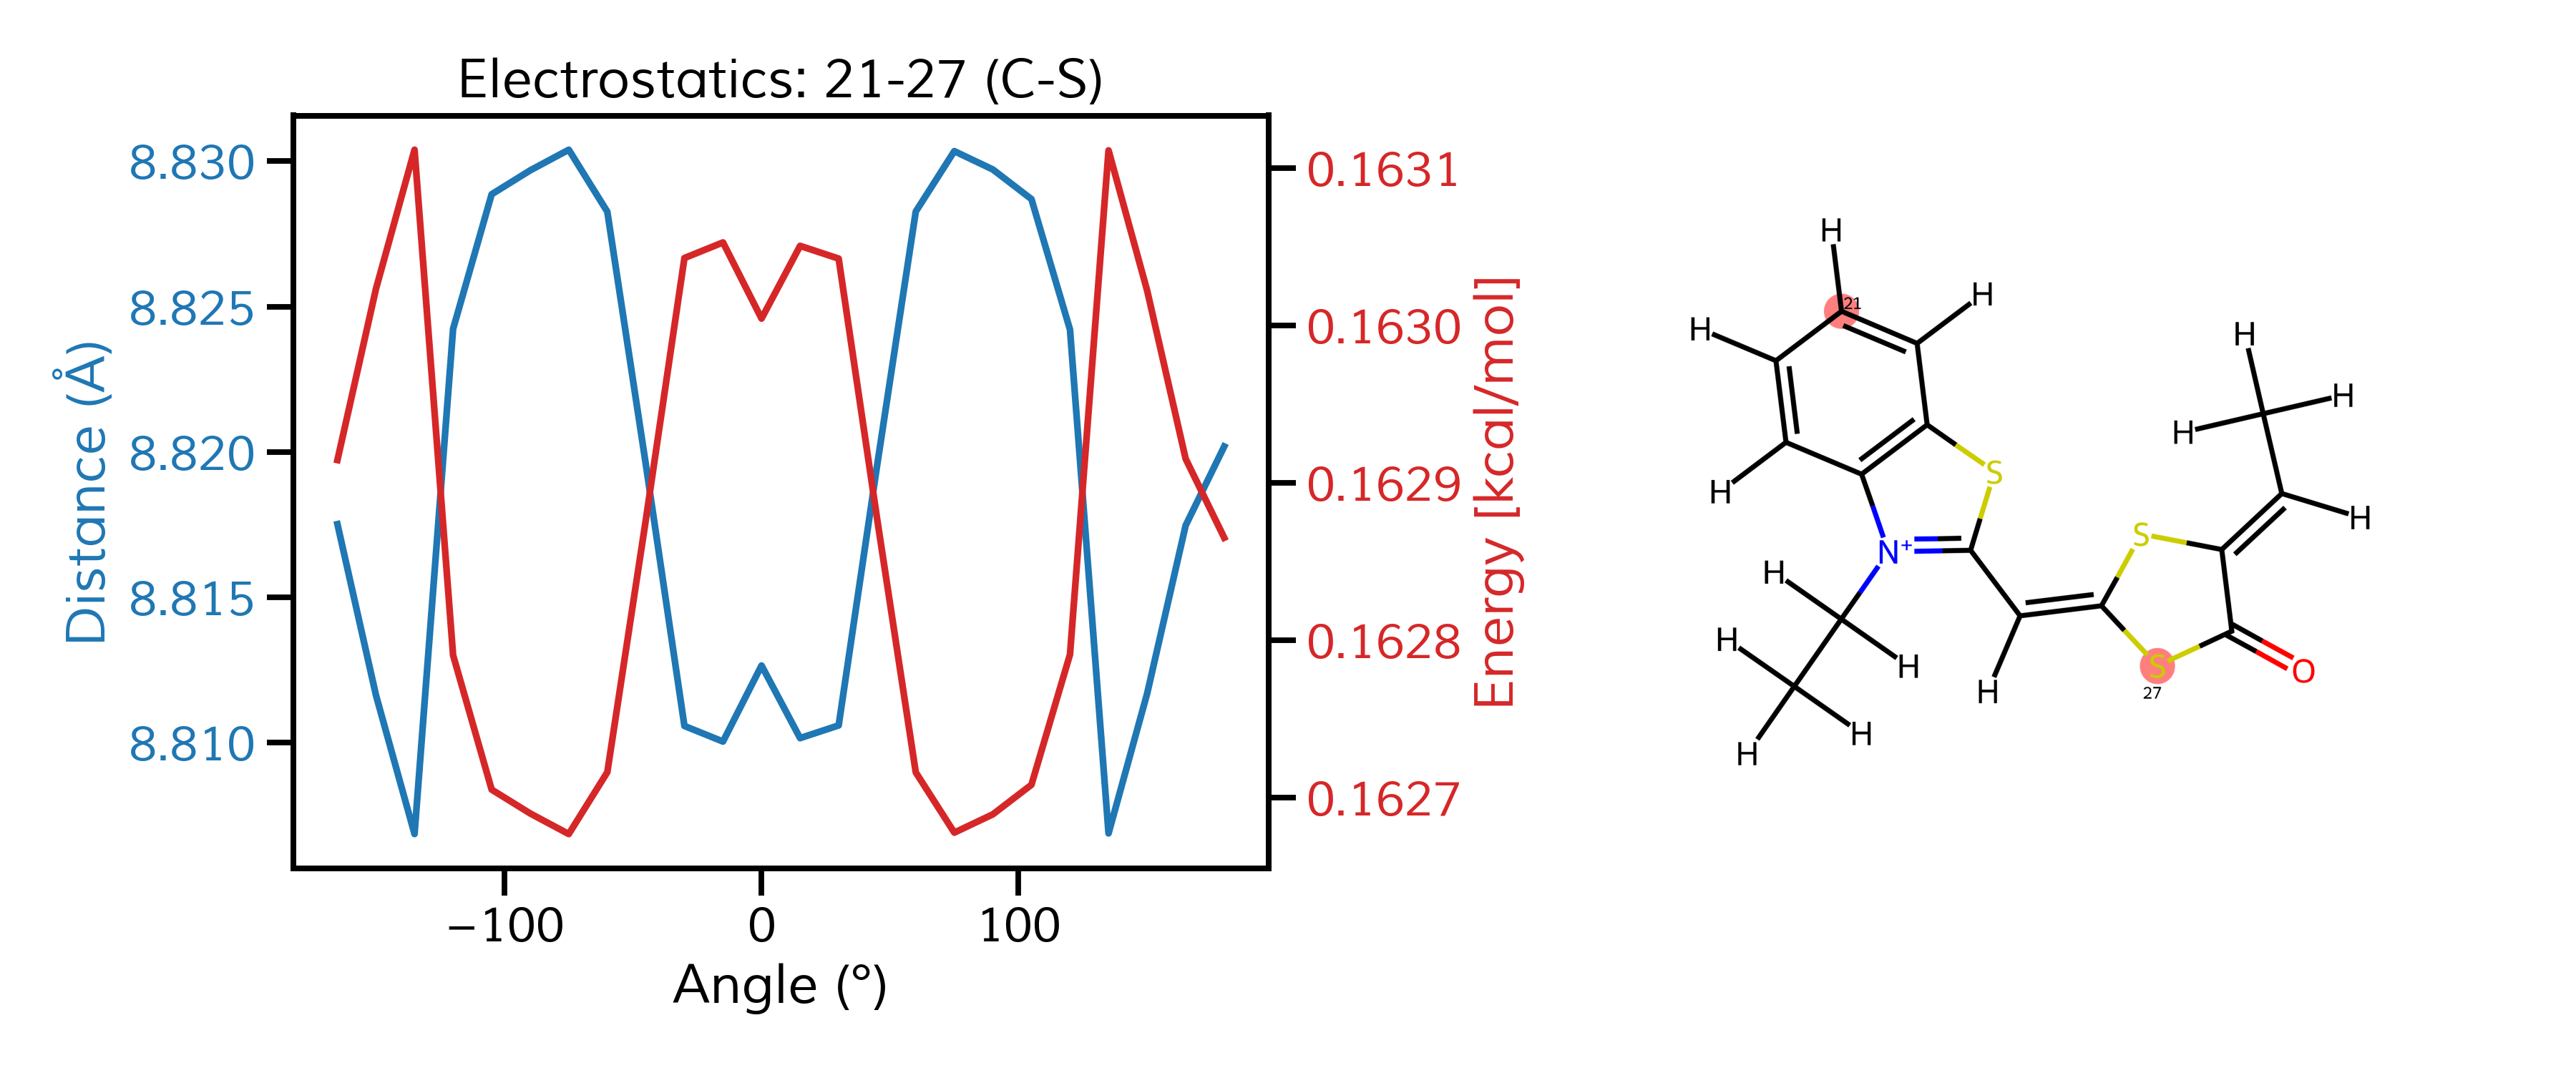 Electrostatics: 21-27 (C-S)
Distance (Å)
8.830
8.825
8.820
8.815
8.810
0.1631
0.1630
0.1629
0.1628
0.1627
Energy [kcal/mol]
−100 0 100
Angle (°)
H
21
H
H
H
H
H
H
S
H
H
S
N⁺
H
H
H
H
S
27
O
H
H
H